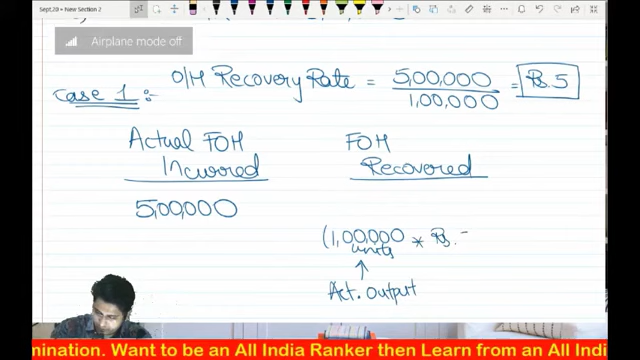 Sept.20 » New Section 2
Airplane mode off
Case 1 :- O/H Recovery Rate = 5,00,000 / 1,00,000 = Rs. 5
Actual FOH Incurred
FOH Recovered
5,00,000
(1,00,000 units * Rs.
Act. Output
mination. Want to be an All India Ranker then Learn from an All Indi